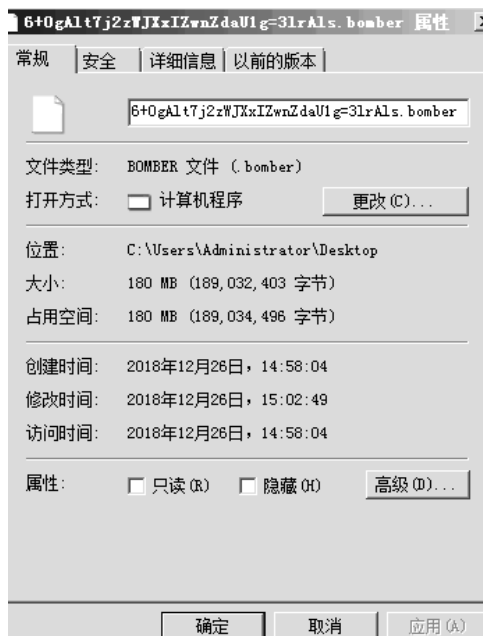 6+OgAlt7j2zWJXxIZwnZdaU1g=3lrAls.bomber 属性
常规 安全 详细信息 以前的版本
6+OgAlt7j2zWJXxIZwnZdaU1g=3lrAls.bomber
文件类型: BOMBER 文件 (.bomber)
打开方式: 计算机程序 更改(C)...
位置: C:\Users\Administrator\Desktop
大小: 180 MB (189,032,403 字节)
占用空间: 180 MB (189,034,496 字节)
创建时间: 2018年12月26日，14:58:04
修改时间: 2018年12月26日，15:02:49
访问时间: 2018年12月26日，14:58:04
属性: 只读(R) 隐藏(H) 高级(D)...
确定 取消 应用(A)